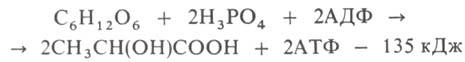 C₆H₁₂O₆ + 2H₃PO₄ + 2АДФ →
→ 2CH₃CH(OH)COOH + 2АТФ − 135 кДж